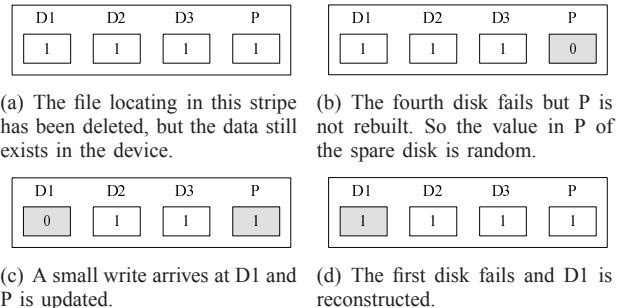 D1 D2 D3 P
1 1 1 1
(a) The file locating in this stripe
has been deleted, but the data still
exists in the device.
D1 D2 D3 P
1 1 1 0
(b) The fourth disk fails but P is
not rebuilt. So the value in P of
the spare disk is random.
D1 D2 D3 P
0 1 1 1
(c) A small write arrives at D1 and
P is updated.
D1 D2 D3 P
1 1 1 1
(d) The first disk fails and D1 is
reconstructed.